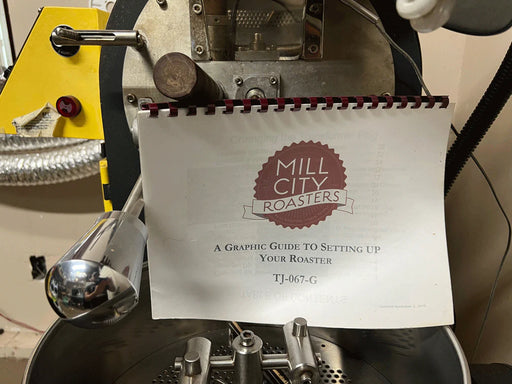 MILL
CITY
ROASTERS
A GRAPHIC GUIDE TO SETTING UP
YOUR ROASTER
TJ-067-G